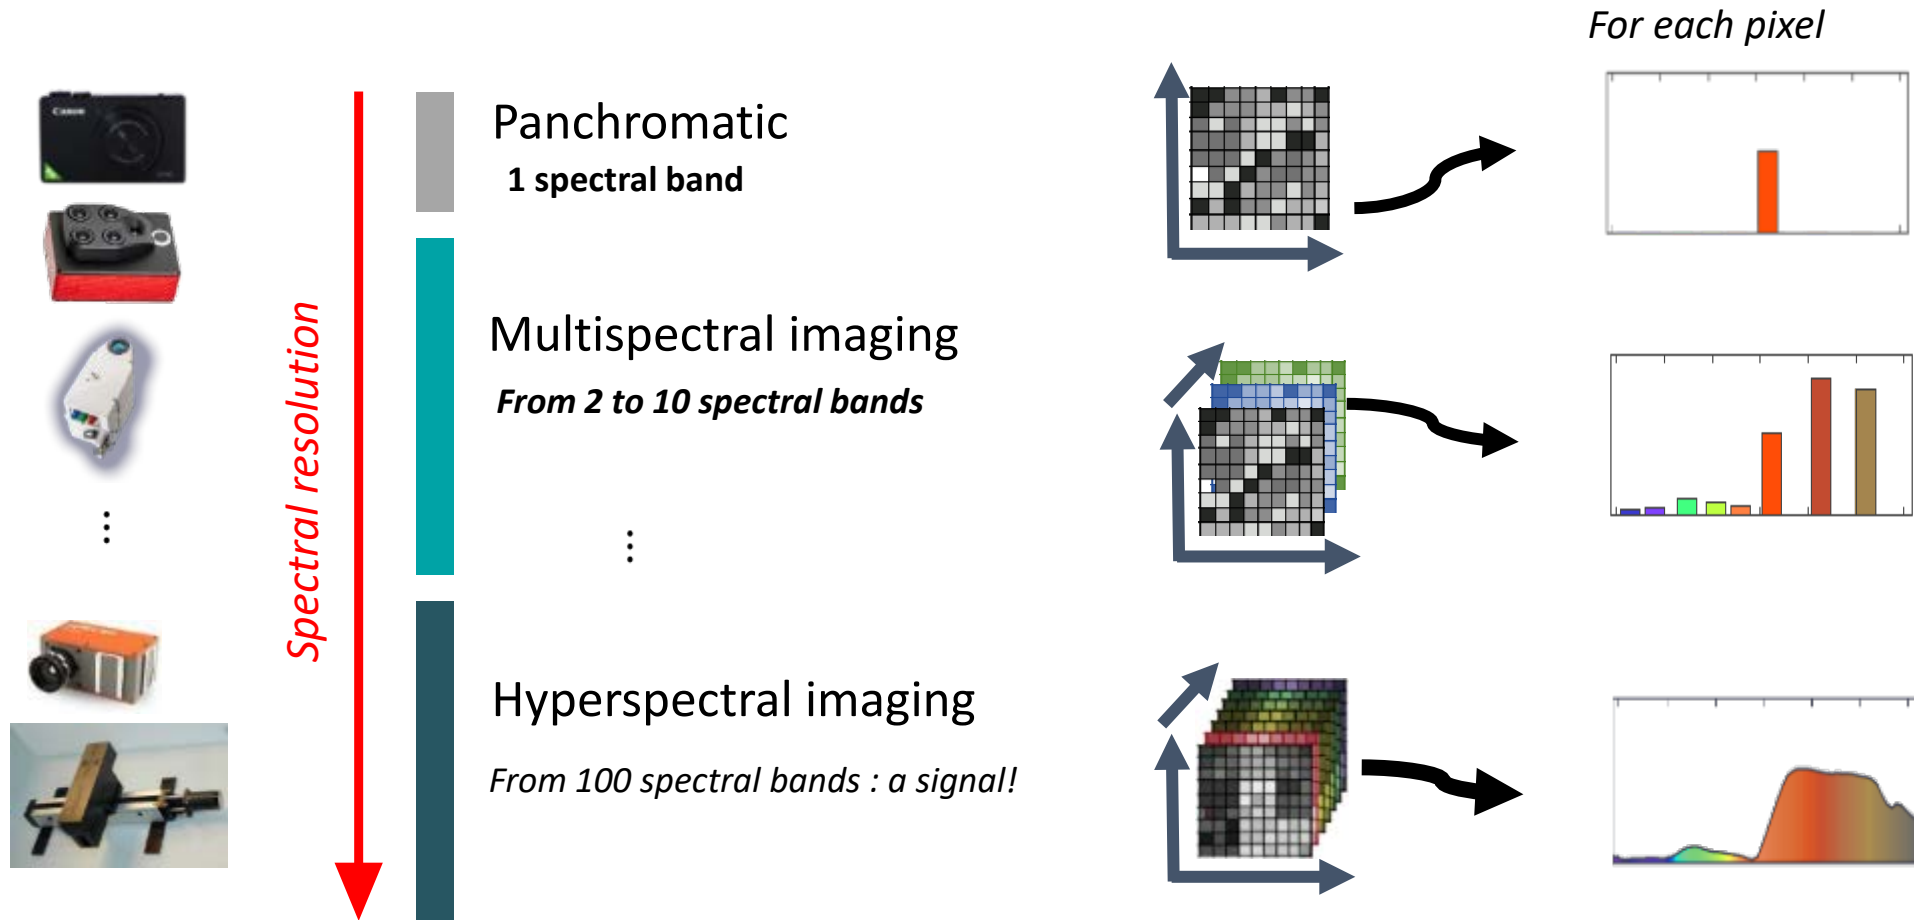 For each pixel
Canon
Panchromatic
1 spectral band
Spectral resolution
Multispectral imaging
From 2 to 10 spectral bands
⋮
⋮
Hyperspectral imaging
From 100 spectral bands : a signal!